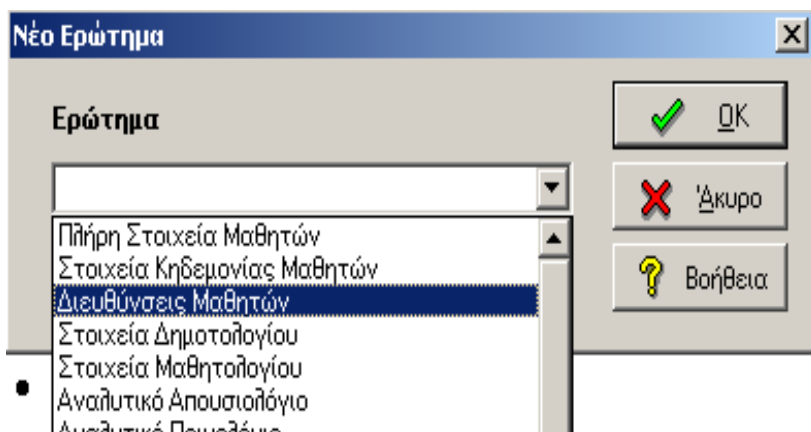 Νέο Ερώτημα
Ερώτημα
OK
Άκυρο
Βοήθεια
Πλήρη Στοιχεία Μαθητών
Στοιχεία Κηδεμονίας Μαθητών
Διευθύνσεις Μαθητών
Στοιχεία Δημοτολογίου
Στοιχεία Μαθητολογίου
Αναλυτικό Απουσιολόγιο